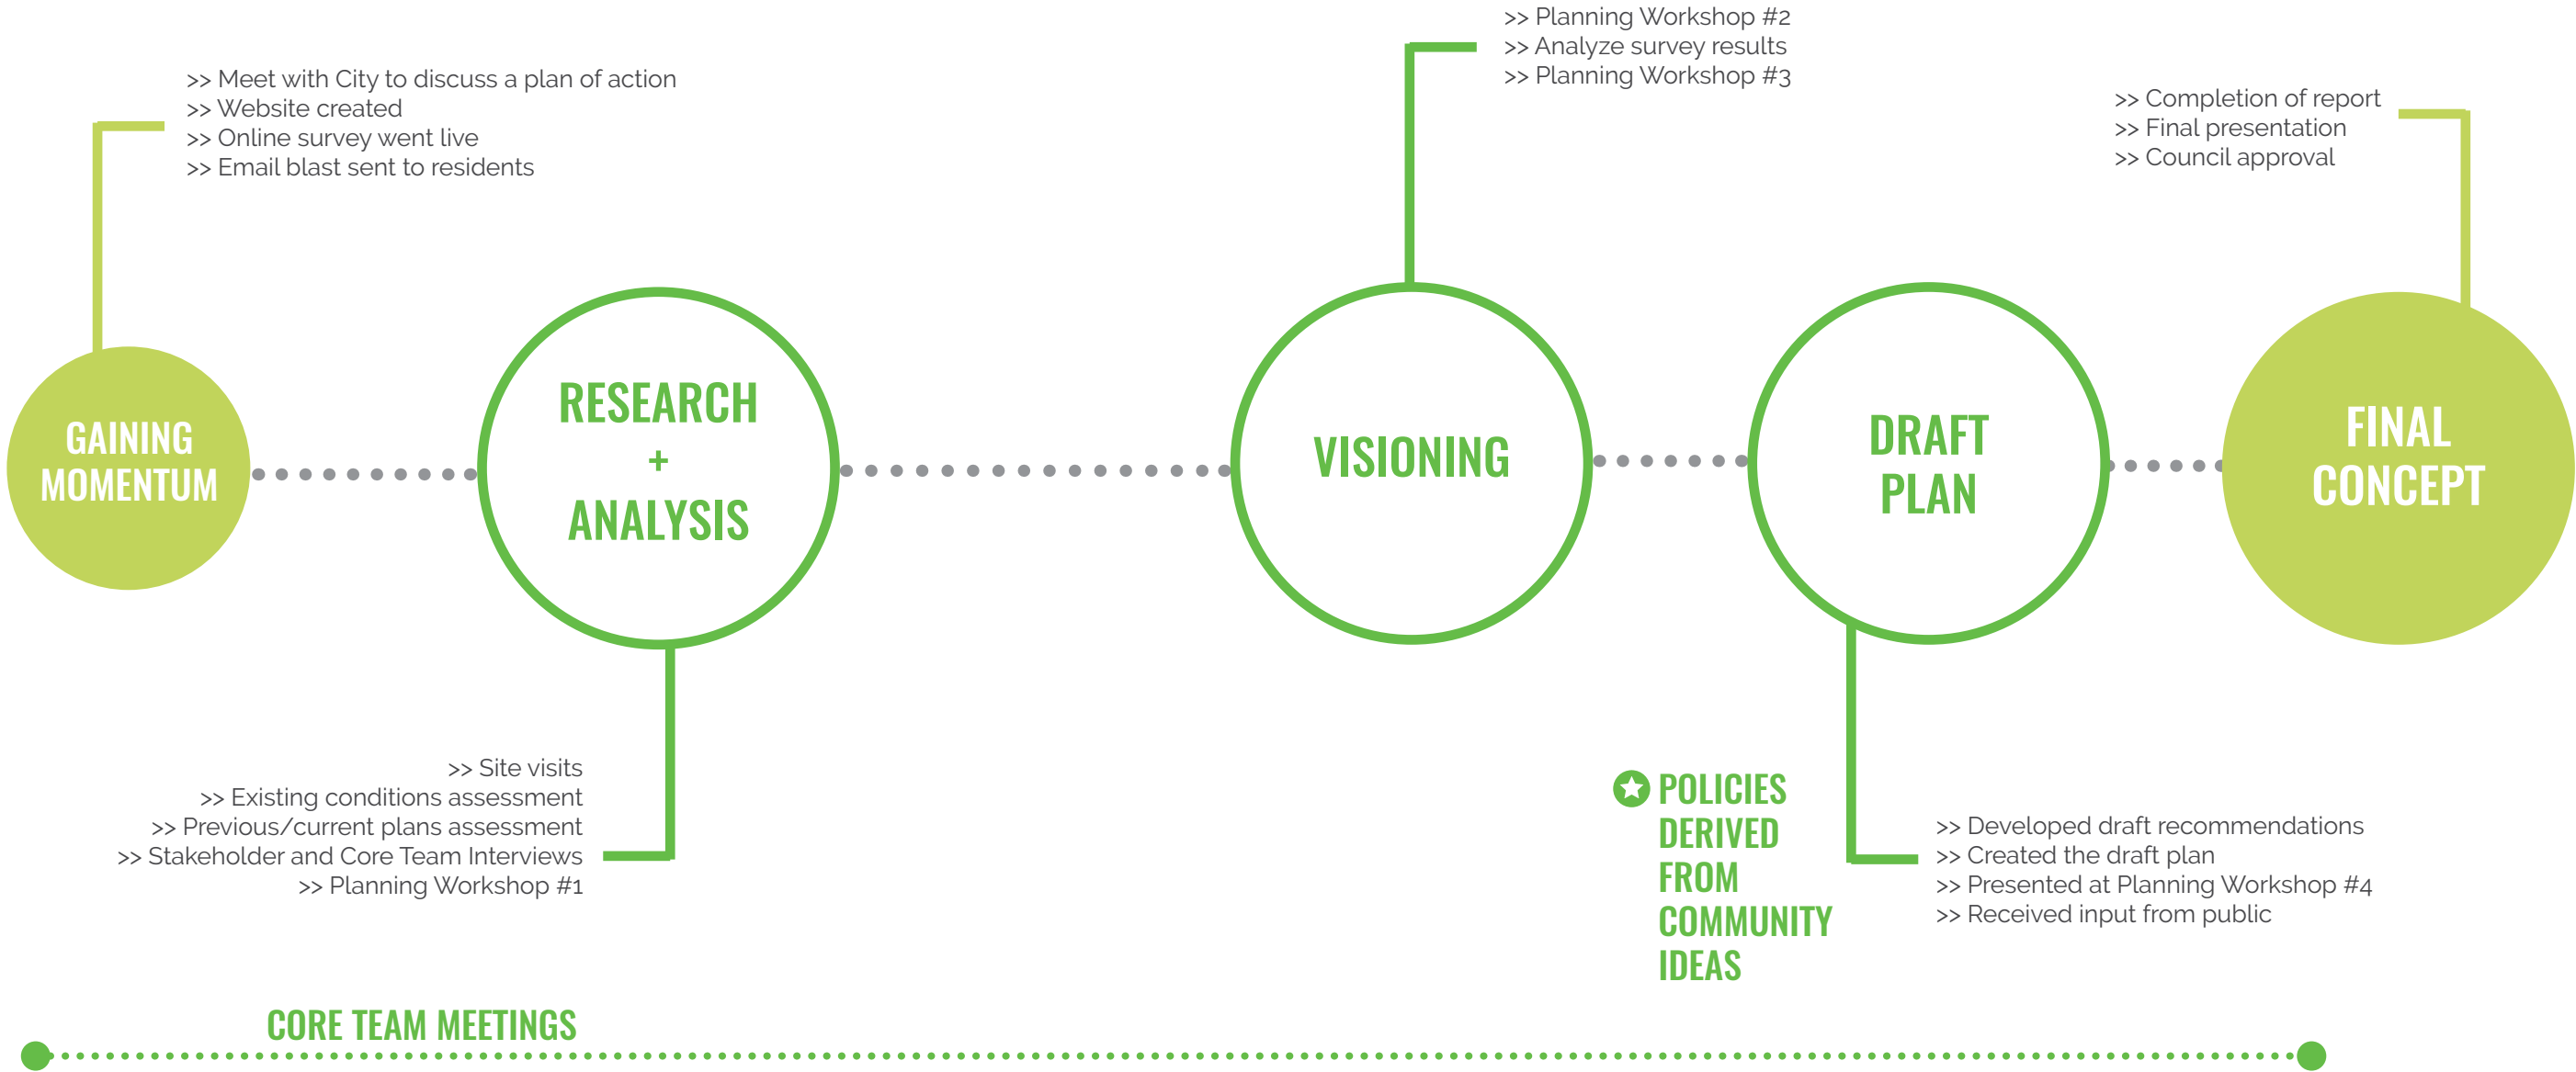 >> Meet with City to discuss a plan of action
>> Website created
>> Online survey went live
>> Email blast sent to residents
>> Planning Workshop #2
>> Analyze survey results
>> Planning Workshop #3
>> Completion of report
>> Final presentation
>> Council approval
GAINING
MOMENTUM
RESEARCH
+
ANALYSIS
VISIONING
DRAFT
PLAN
FINAL
CONCEPT
>> Site visits
>> Existing conditions assessment
>> Previous/current plans assessment
>> Stakeholder and Core Team Interviews
>> Planning Workshop #1
POLICIES
DERIVED
FROM
COMMUNITY
IDEAS
>> Developed draft recommendations
>> Created the draft plan
>> Presented at Planning Workshop #4
>> Received input from public
CORE TEAM MEETINGS